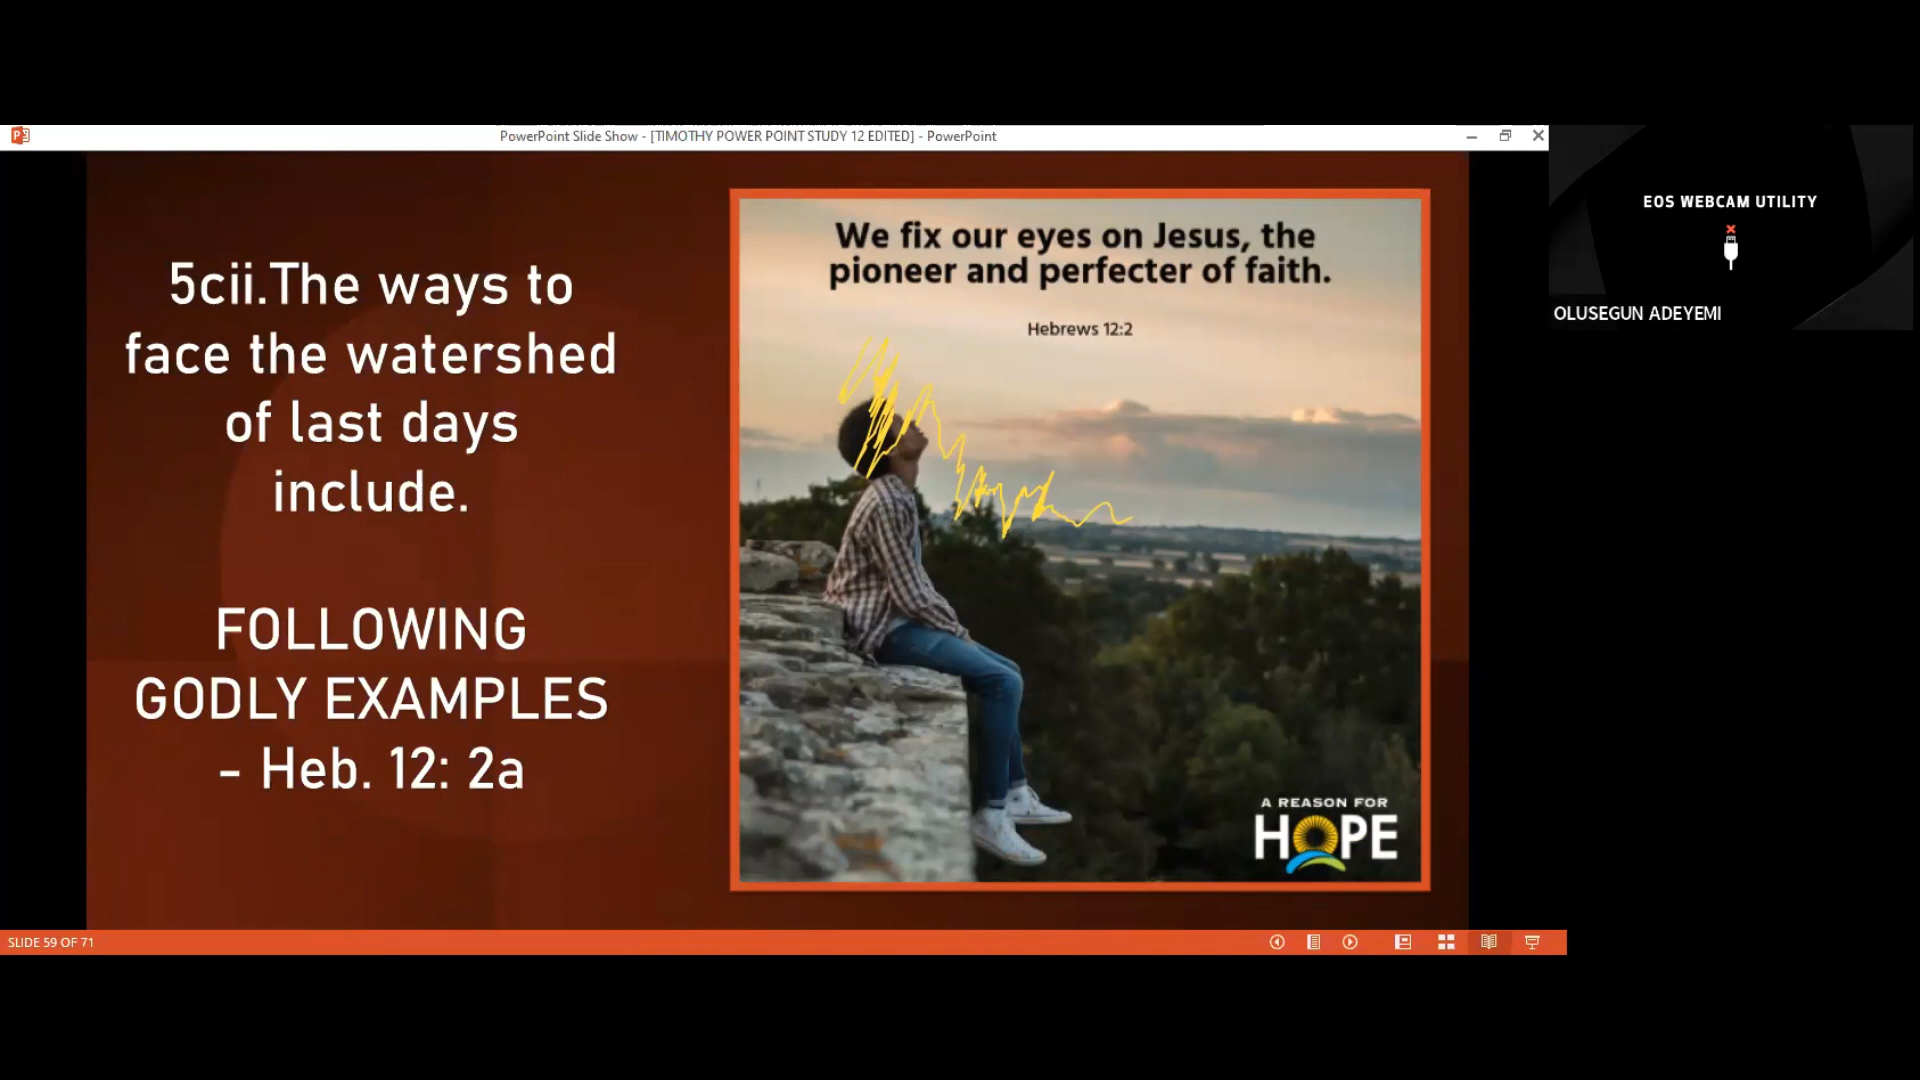 PowerPoint Slide Show - [TIMOTHY POWER POINT STUDY 12 EDITED] - PowerPoint
5cii.The ways to
face the watershed
of last days
include.
FOLLOWING
GODLY EXAMPLES
- Heb. 12: 2a
We fix our eyes on Jesus, the
pioneer and perfecter of faith.
Hebrews 12:2
A REASON FOR
HOPE
EOS WEBCAM UTILITY
OLUSEGUN ADEYEMI
SLIDE 59 OF 71